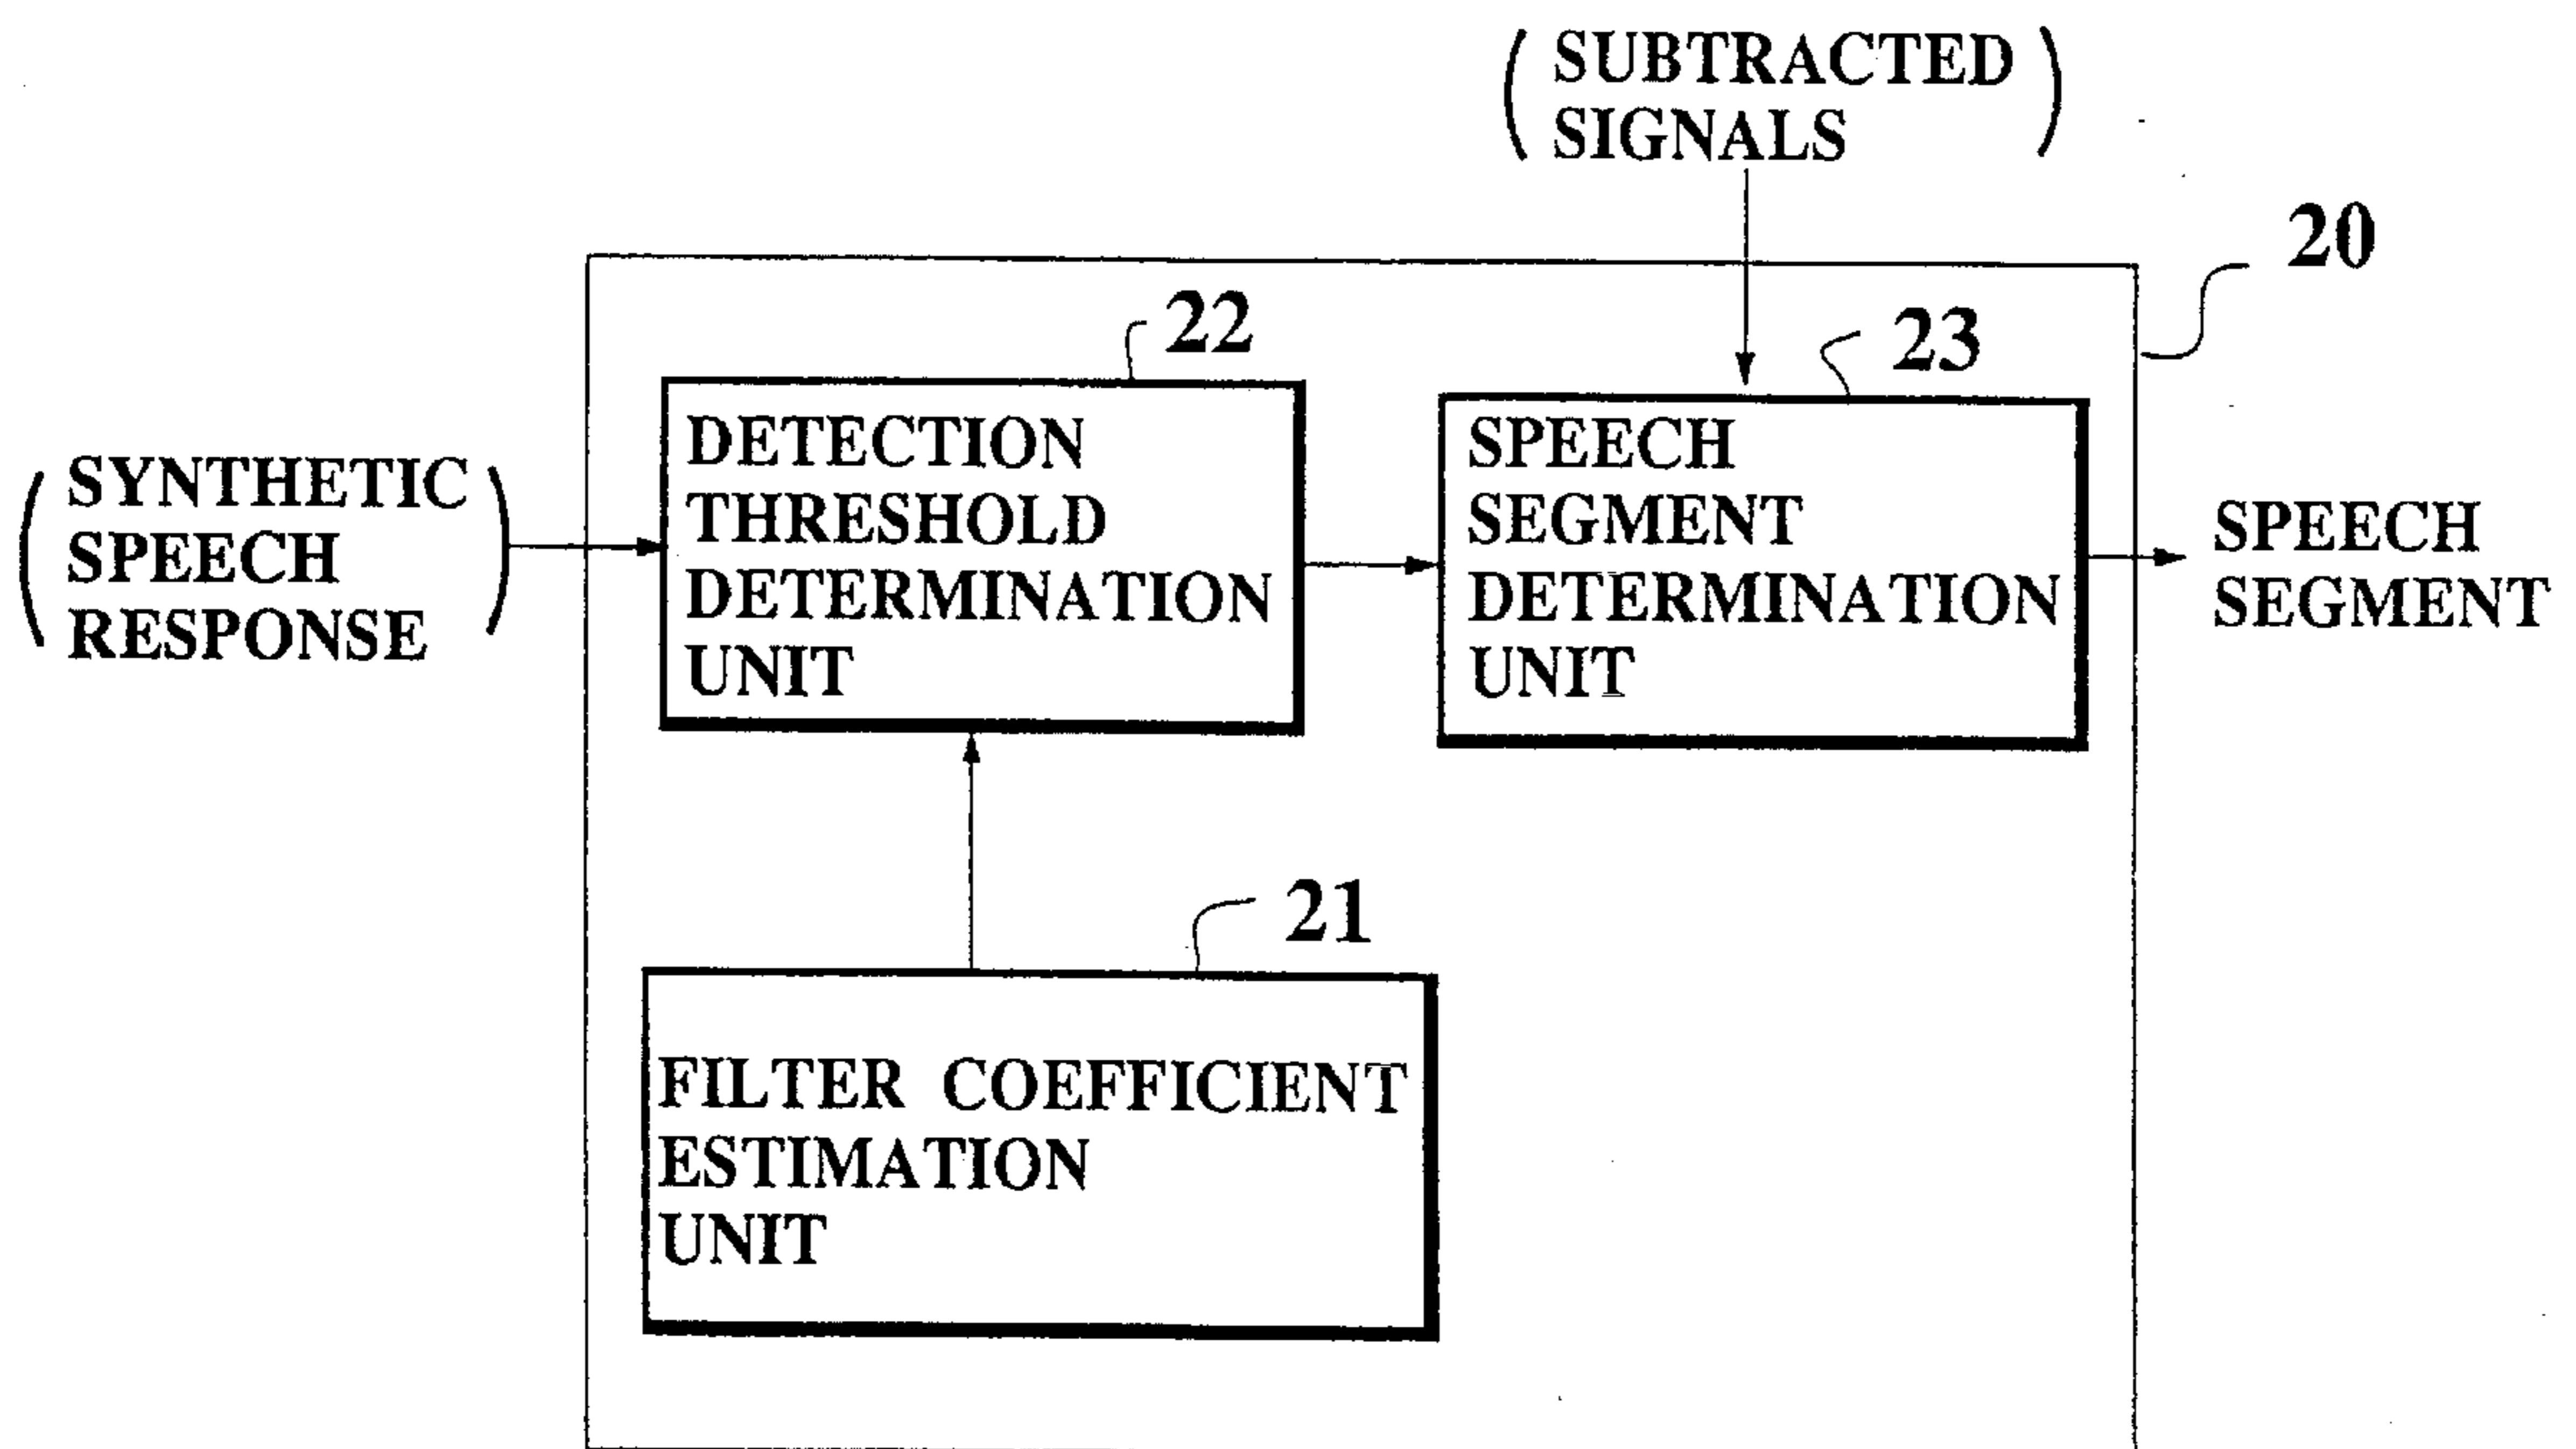 ( SUBTRACTED
SIGNALS )
20
22
23
( SYNTHETIC
SPEECH
RESPONSE )
DETECTION
THRESHOLD
DETERMINATION
UNIT
SPEECH
SEGMENT
DETERMINATION
UNIT
SPEECH
SEGMENT
21
FILTER COEFFICIENT
ESTIMATION
UNIT